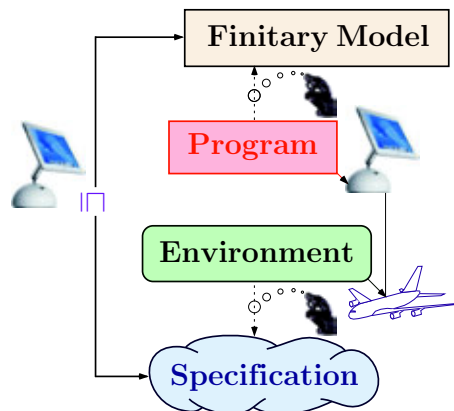 Finitary Model
Program
Environment
Specification